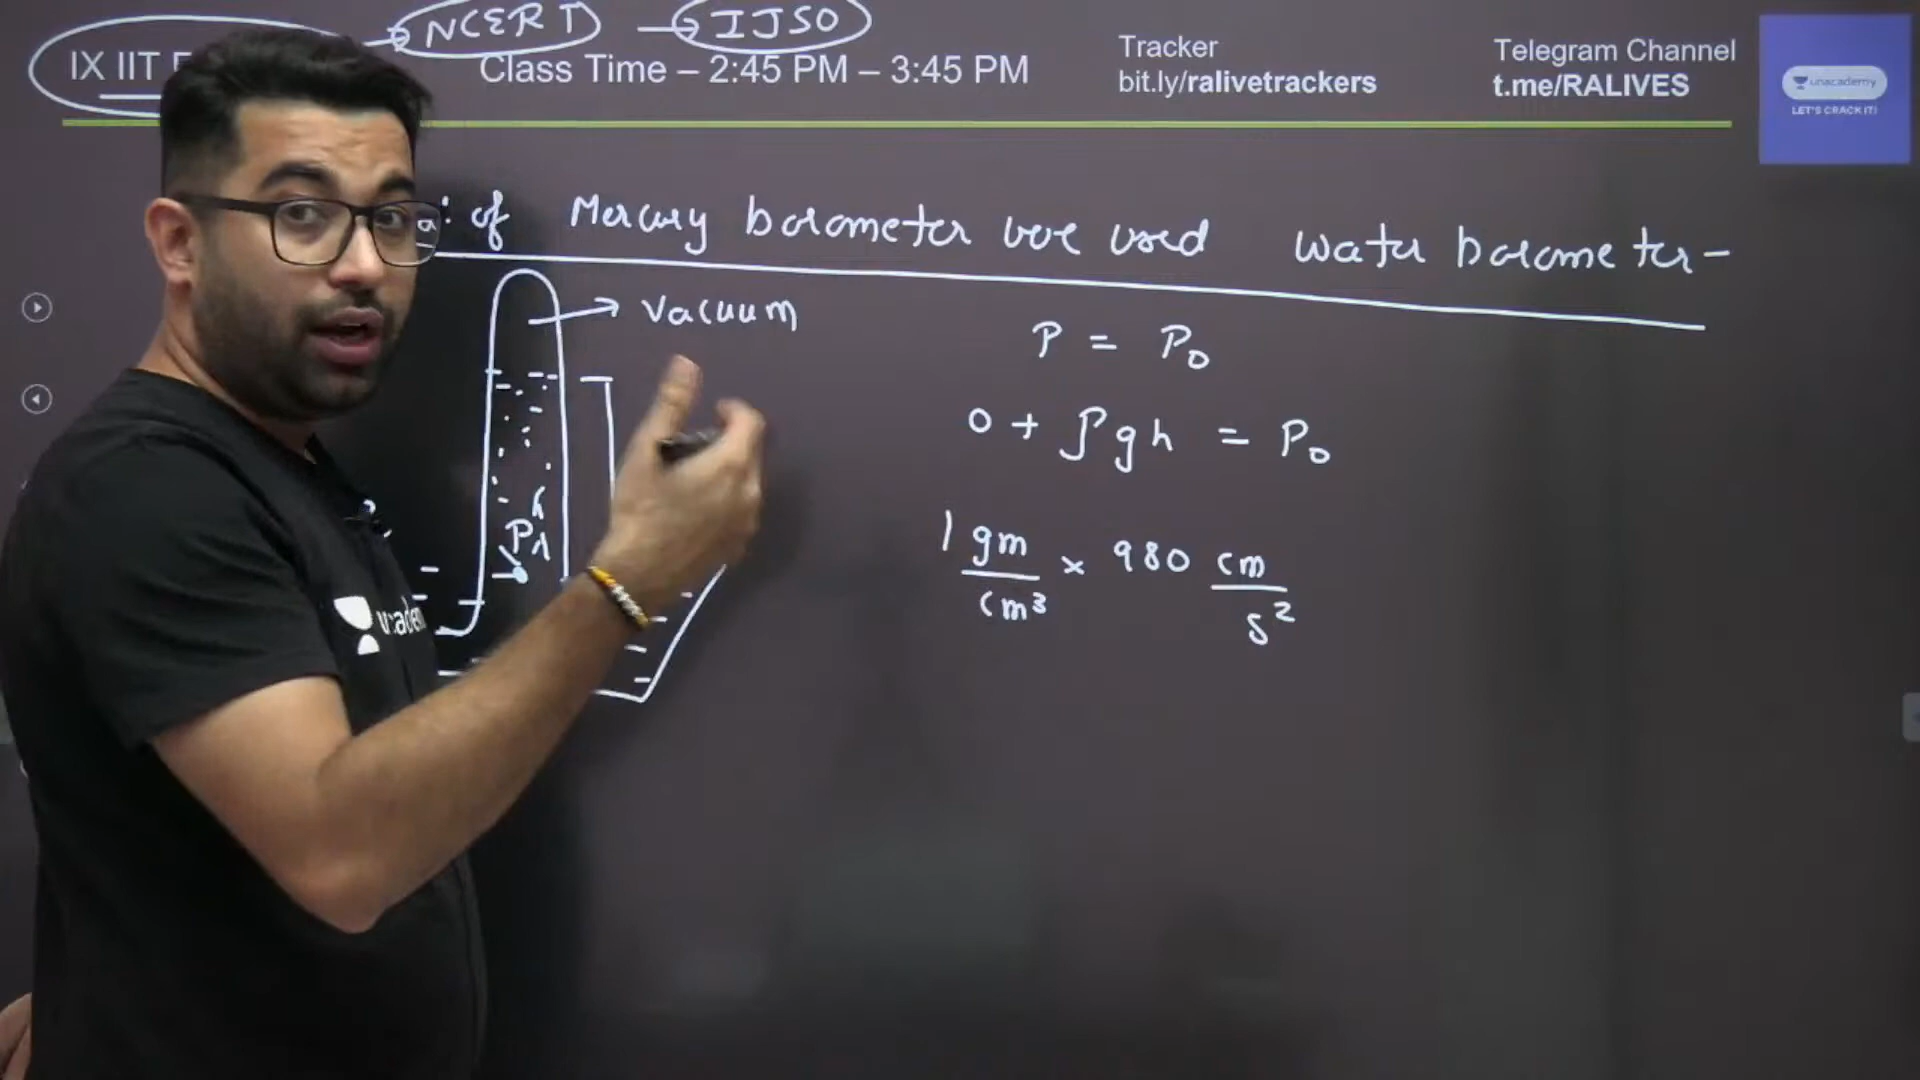 NCERT → IJSO
IX IIT
Class Time – 2:45 PM – 3:45 PM
Tracker
bit.ly/ralivetrackers
Telegram Channel
t.me/RALIVES
unacademy
LET'S CRACK IT!
of Mercury barometer we used water barometer -
→ Vacuum
P = P₀
0 + ρgh = P₀
1 gm/cm³ × 980 cm/s²
h
P
unacade